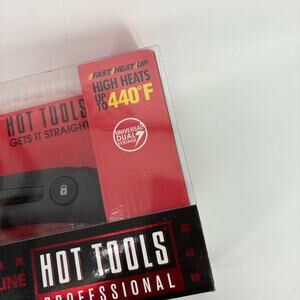 FAST HEAT UP
HIGH HEATS
UP TO 440°F
HOT TOOLS
GETS IT STRAIGHT
UNIVERSAL
DUAL
VOLTAGE
LINE
HOT TOOLS
PROFESSIONAL